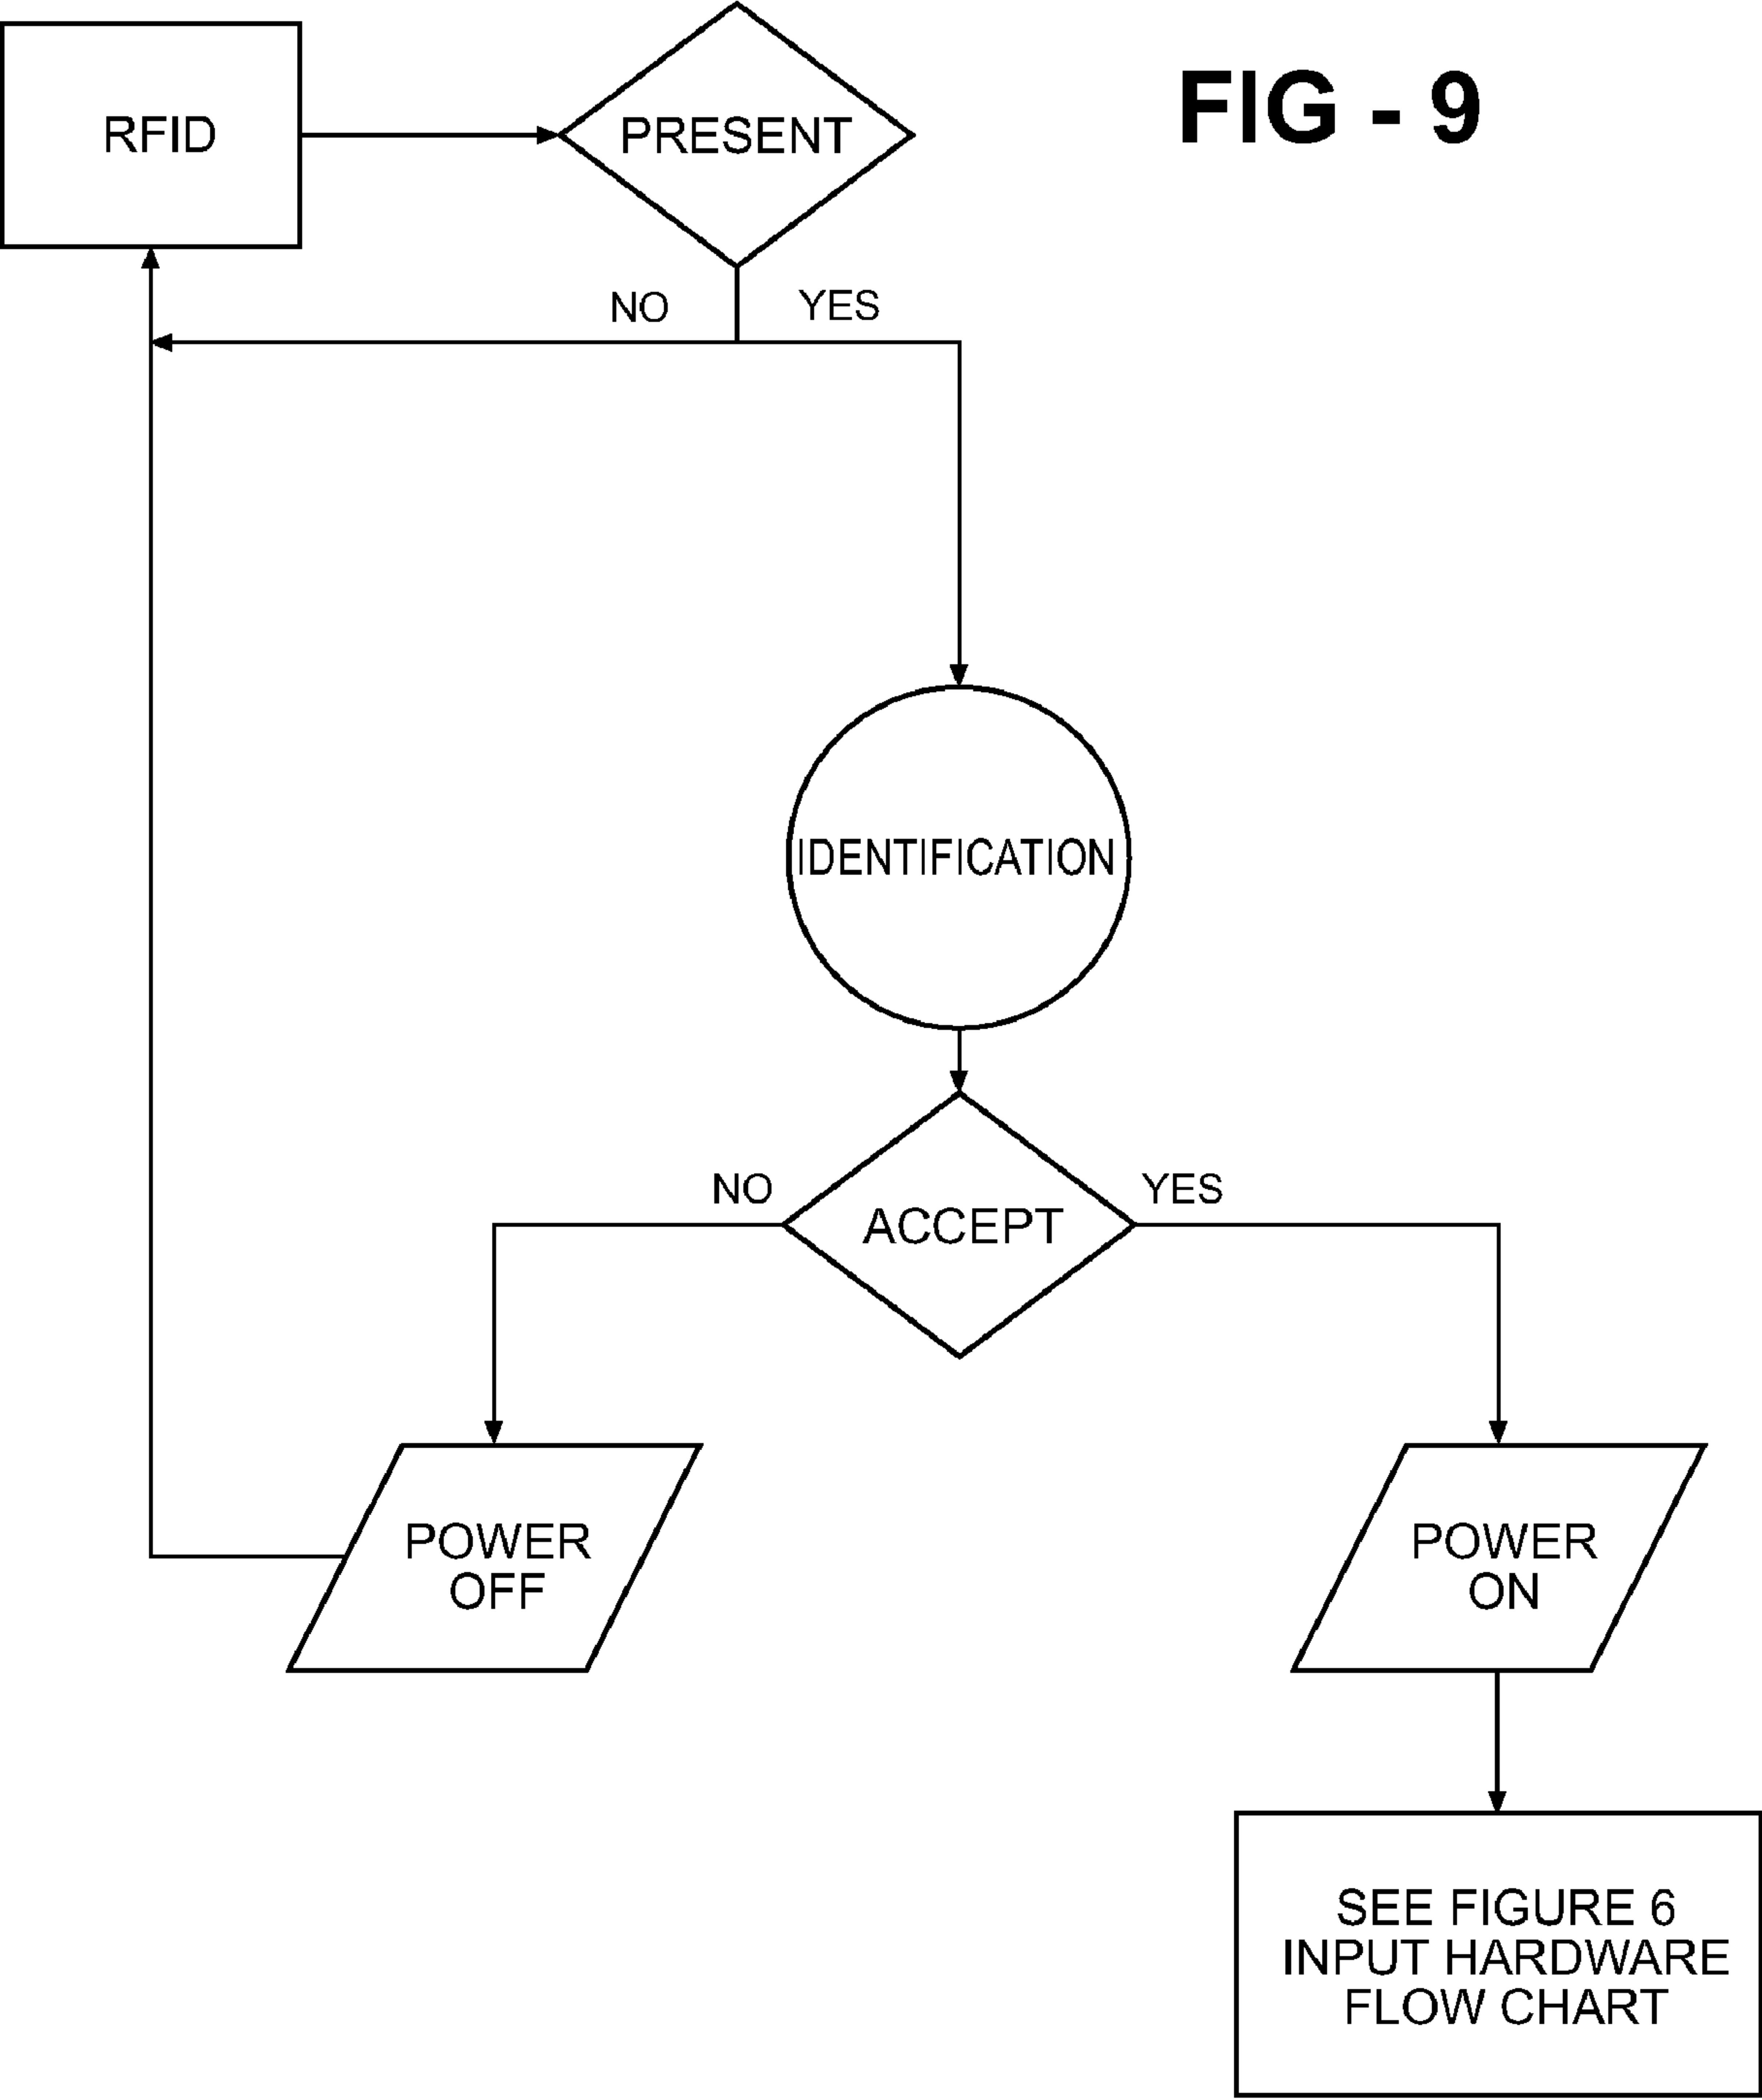 FIG - 9
RFID
PRESENT
NO
YES
IDENTIFICATION
NO
YES
ACCEPT
POWER
OFF
POWER
ON
SEE FIGURE 6
INPUT HARDWARE
FLOW CHART